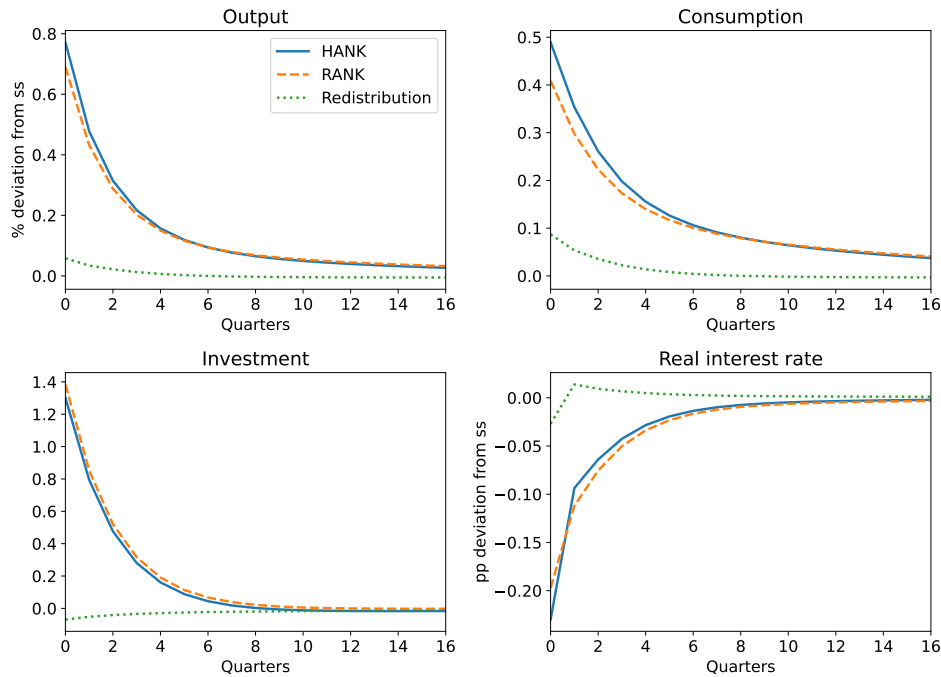 Output
0.8
0.6
0.4
0.2
0.0
% deviation from ss
HANK
RANK
Redistribution
0 2 4 6 8 10 12 14 16
Quarters
Consumption
0.5
0.4
0.3
0.2
0.1
0.0
0 2 4 6 8 10 12 14 16
Quarters
Investment
1.4
1.2
1.0
0.8
0.6
0.4
0.2
0.0
0 2 4 6 8 10 12 14 16
Quarters
Real interest rate
0.00
−0.05
−0.10
−0.15
−0.20
pp deviation from ss
0 2 4 6 8 10 12 14 16
Quarters